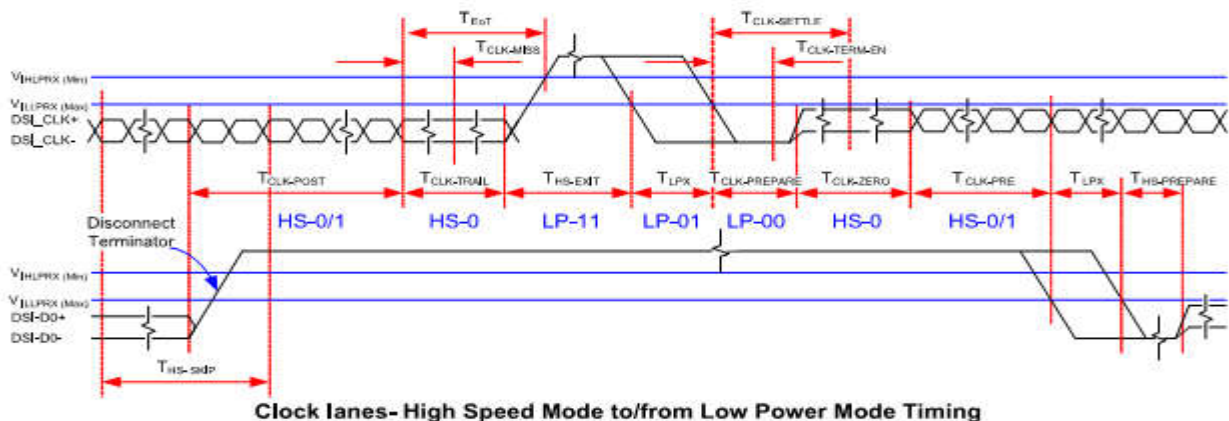 TEOT
TCLK-SETTLE
TCLK-MISS
TCLK-TERM-EN
VIHLPRX (Min)
VILLPRX (Max)
DSI_CLK+
DSI_CLK-
TCLK-POST
TCLK-TRAIL
THS-EXIT
TLPX
TCLK-PREPARE
TCLK-ZERO
TCLK-PRE
TLPX
THS-PREPARE
Disconnect
Terminator
HS-0/1
HS-0
LP-11
LP-01
LP-00
HS-0
HS-0/1
VIHLPRX (Min)
VILLPRX (Max)
DSI-D0+
DSI-D0-
THS-SKIP
Clock lanes- High Speed Mode to/from Low Power Mode Timing